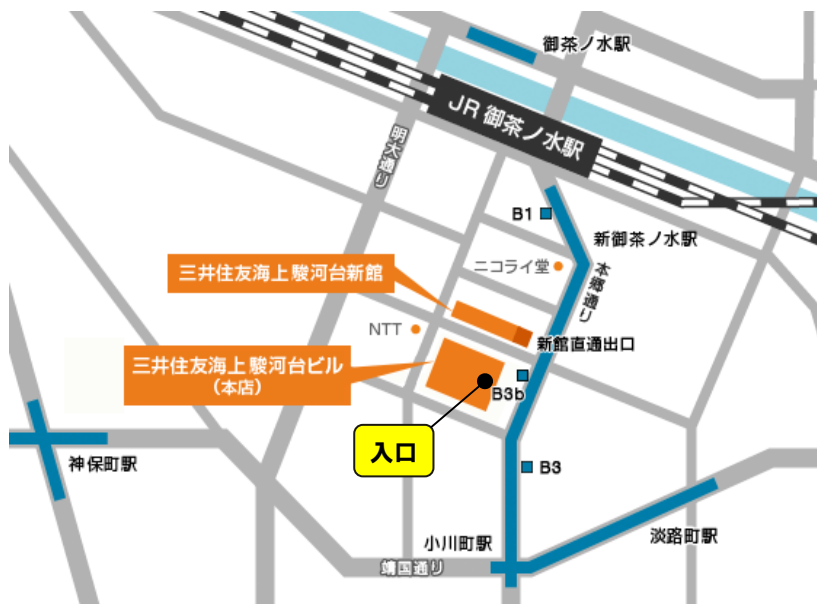 御茶ノ水駅
JR 御茶ノ水駅
明大通り
B1
新御茶ノ水駅
ニコライ堂
本郷通り
三井住友海上駿河台新館
NTT
新館直通出口
三井住友海上駿河台ビル
（本店）
B3b
入口
神保町駅
B3
小川町駅
淡路町駅
靖国通り